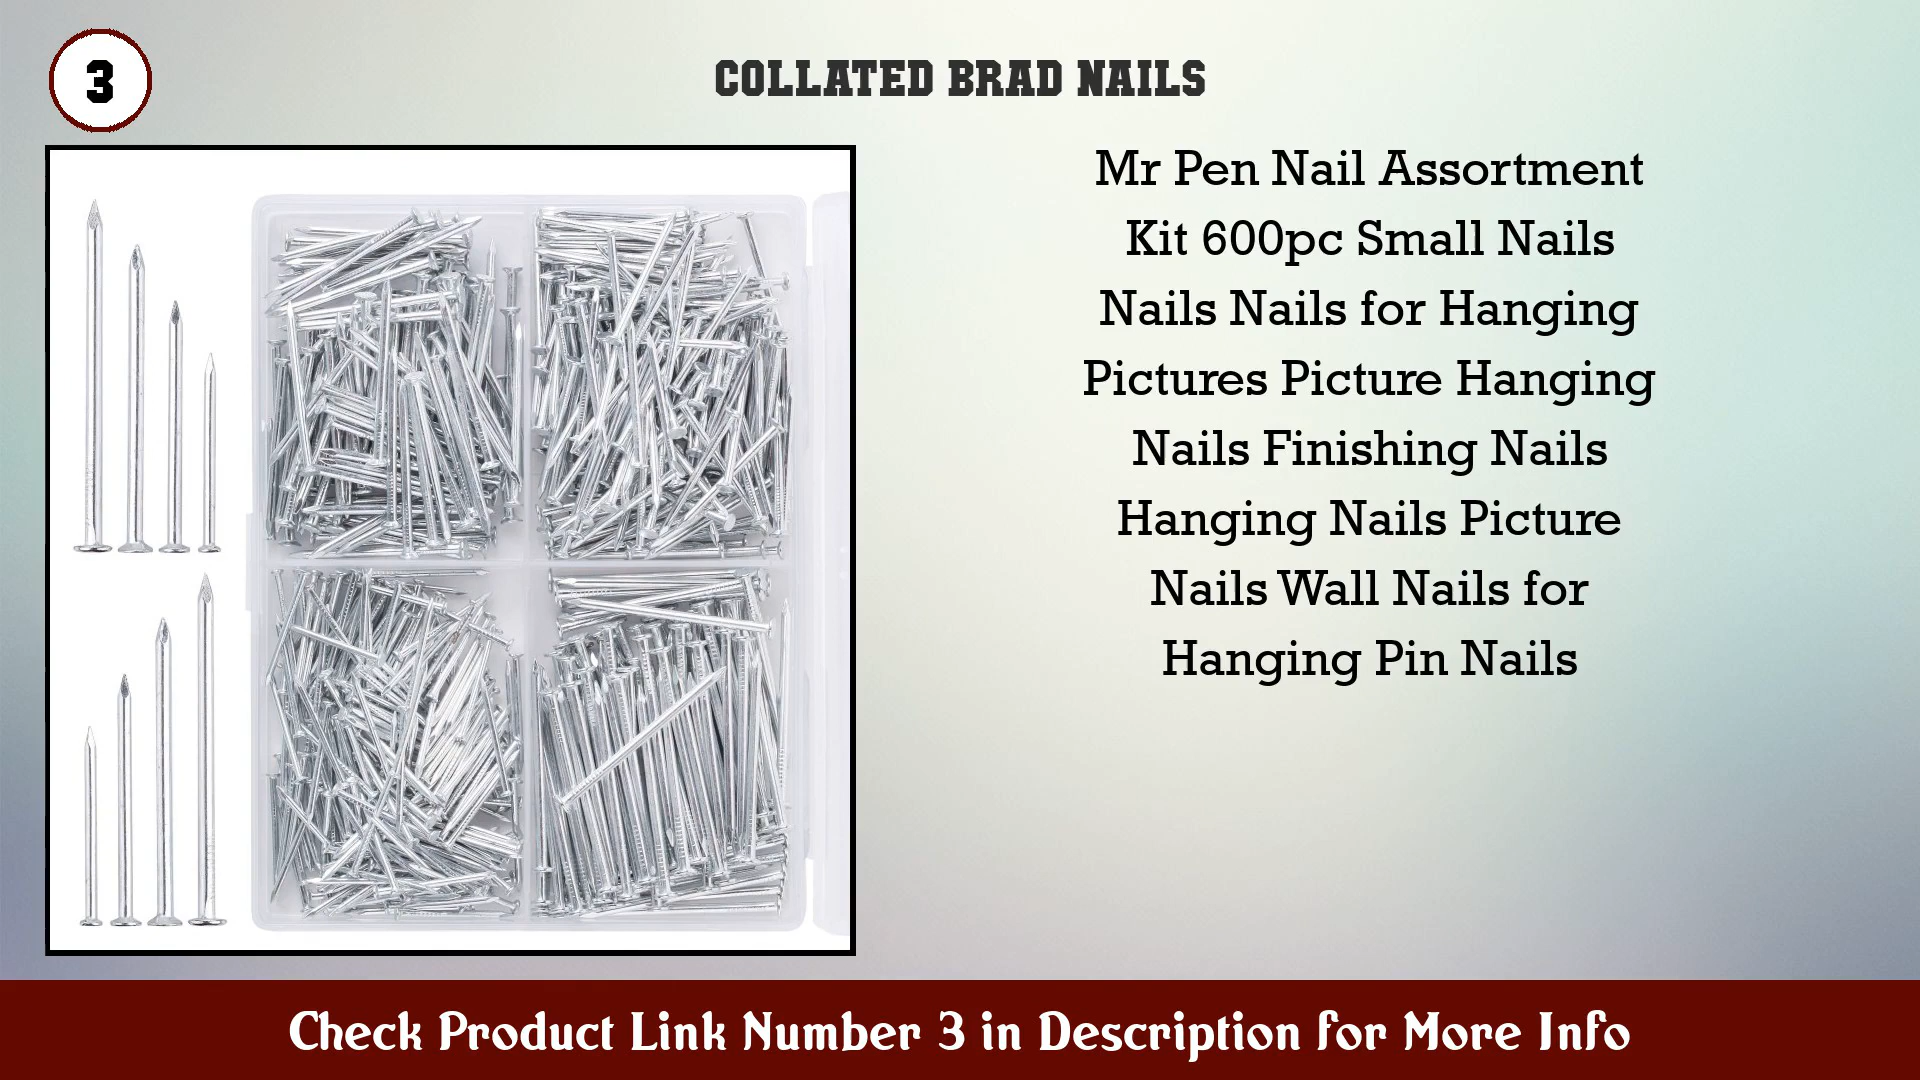 3
COLLATED BRAD NAILS
Mr Pen Nail Assortment
Kit 600pc Small Nails
Nails Nails for Hanging
Pictures Picture Hanging
Nails Finishing Nails
Hanging Nails Picture
Nails Wall Nails for
Hanging Pin Nails
Check Product Link Number 3 in Description for More Info